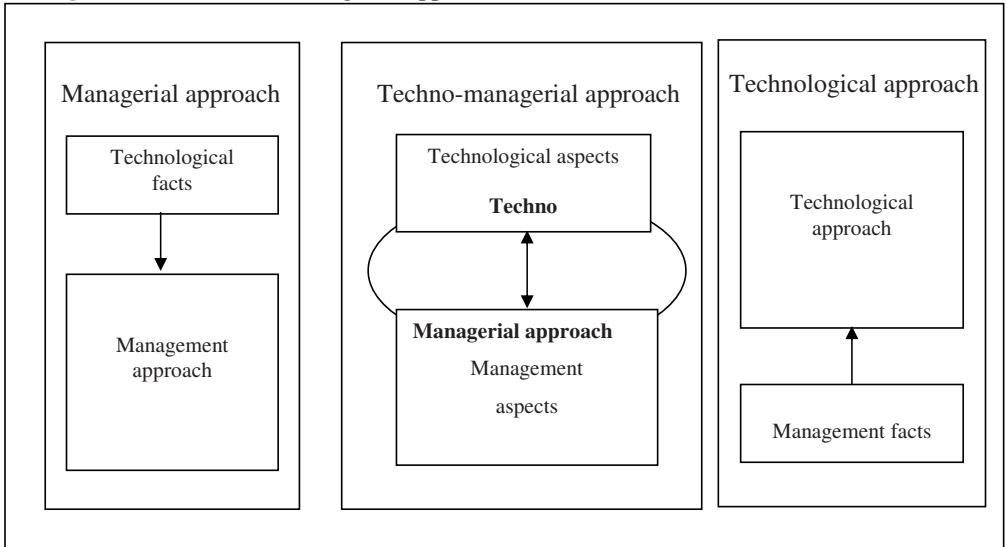 Managerial approach
Technological
facts
Management
approach
Techno-managerial approach
Technological aspects
Techno
Managerial approach
Management
aspects
Technological approach
Technological
approach
Management facts